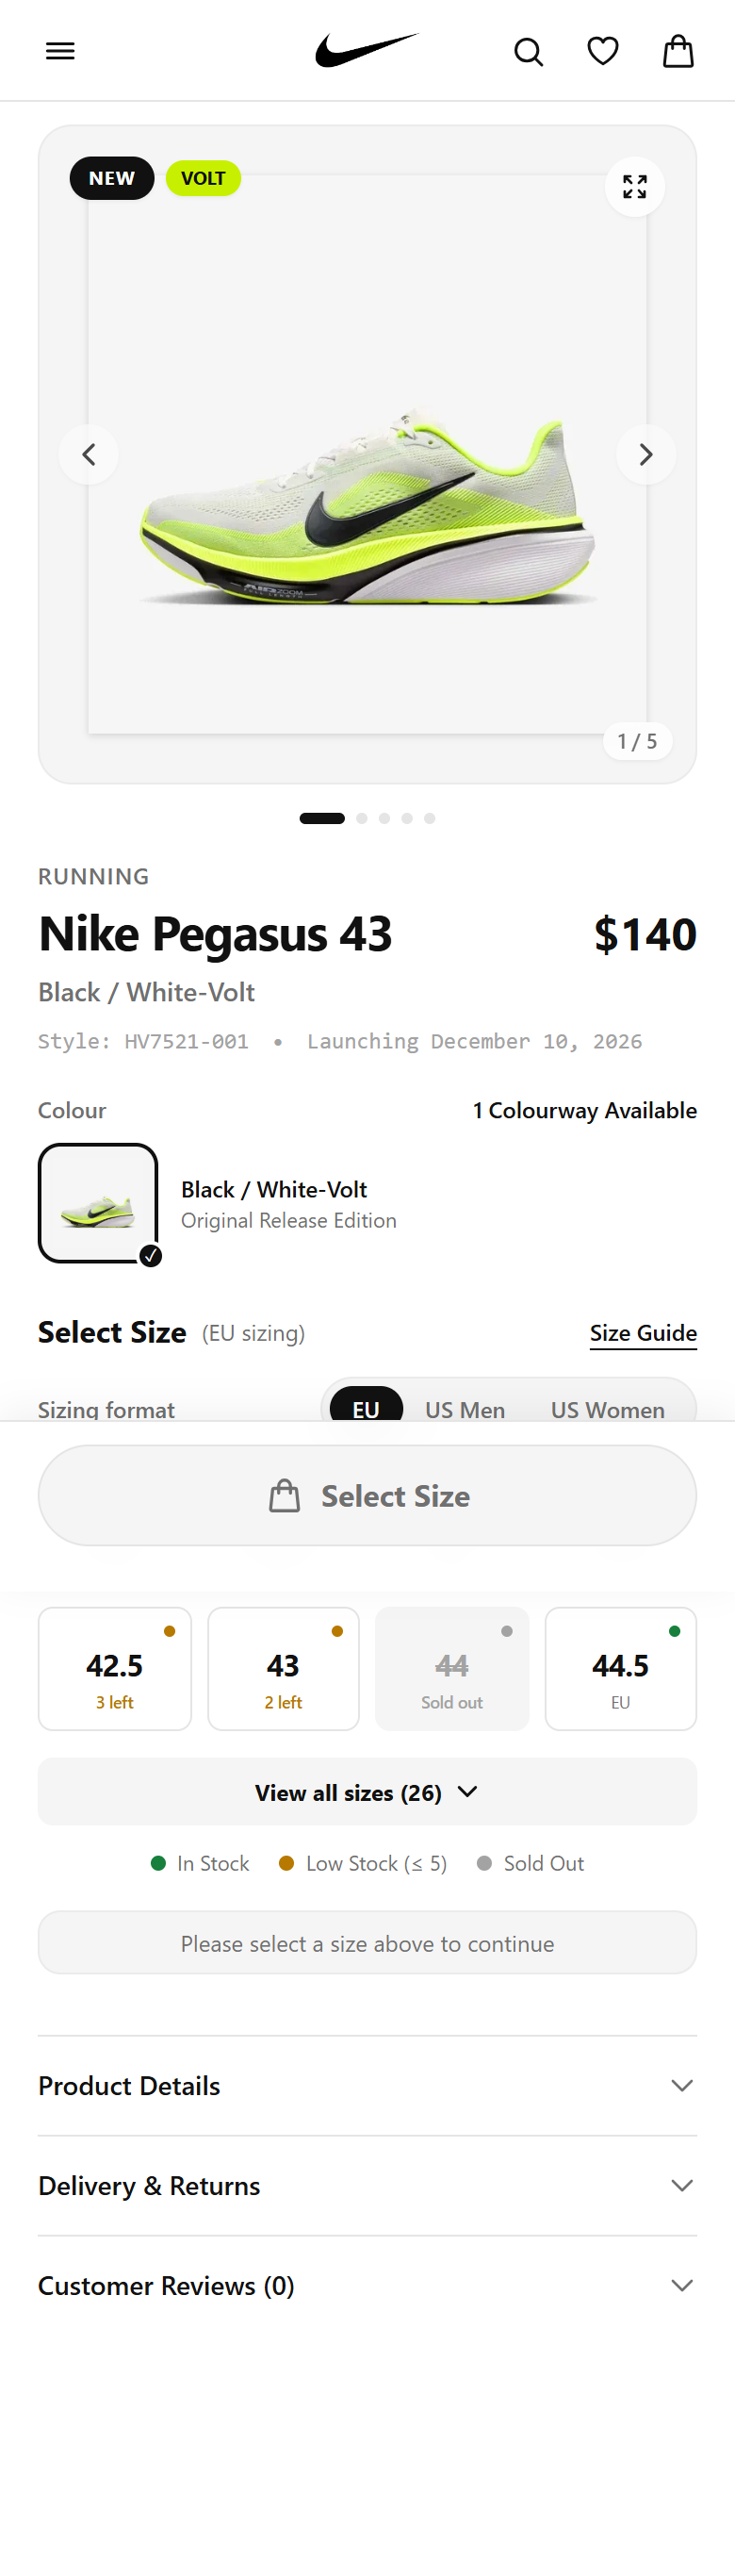 NEW VOLT
AIR ZOOM
1 / 5
RUNNING
Nike Pegasus 43 $140
Black / White-Volt
Style: HV7521-001 • Launching December 10, 2026
Colour 1 Colourway Available
Black / White-Volt
Original Release Edition
Select Size (EU sizing) Size Guide
Sizing format EU US Men US Women
Select Size
42.5 43 44 44.5
3 left 2 left Sold out EU
View all sizes (26)
In Stock Low Stock (≤ 5) Sold Out
Please select a size above to continue
Product Details
Delivery & Returns
Customer Reviews (0)